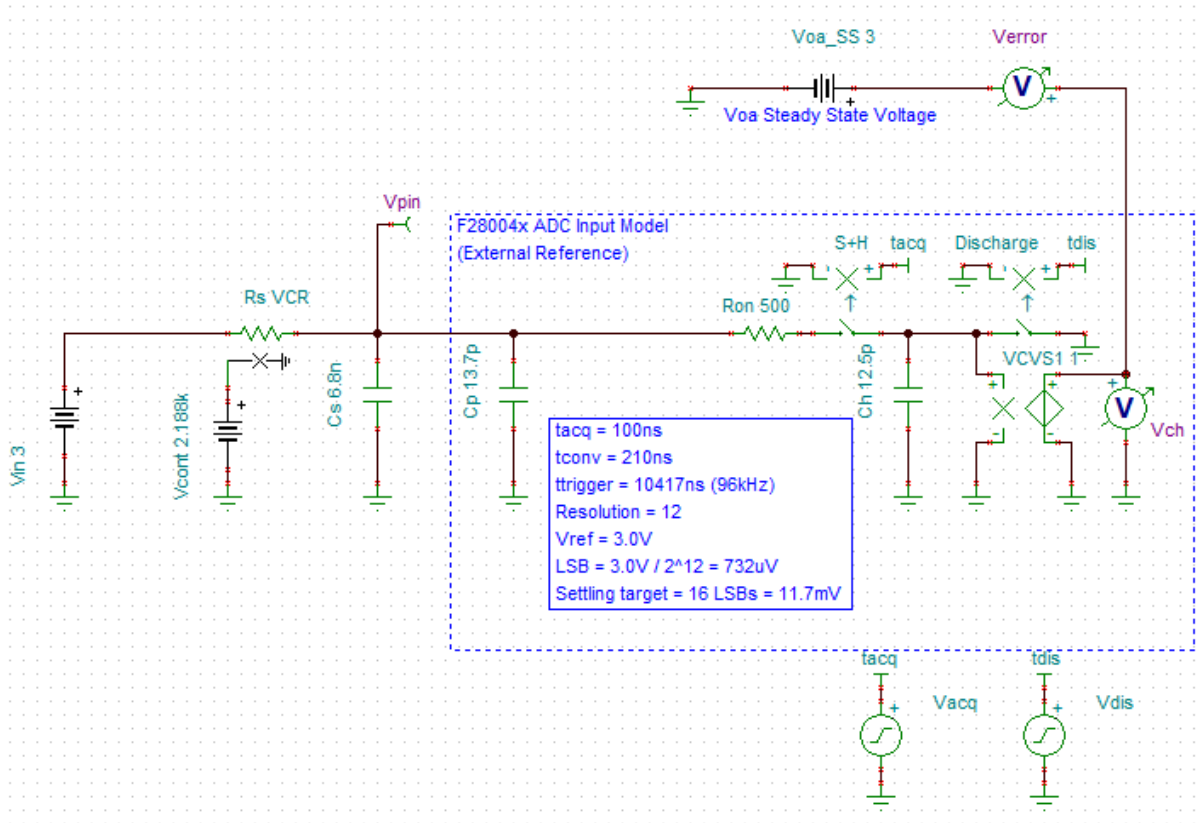 Voa_SS 3
Verror
V
+
+
Voa Steady State Voltage
Vpin
F28004x ADC Input Model
(External Reference)
S+H
tacq
Discharge
tdis
Rs VCR
Ron 500
VCVS1 1
Vin 3
Vcont 2.188k
Cs 6.8n
Cp 13.7p
Ch 12.5p
V
Vch
tacq = 100ns
tconv = 210ns
ttrigger = 10417ns (96kHz)
Resolution = 12
Vref = 3.0V
LSB = 3.0V / 2^12 = 732uV
Settling target = 16 LSBs = 11.7mV
tacq
tdis
Vacq
Vdis